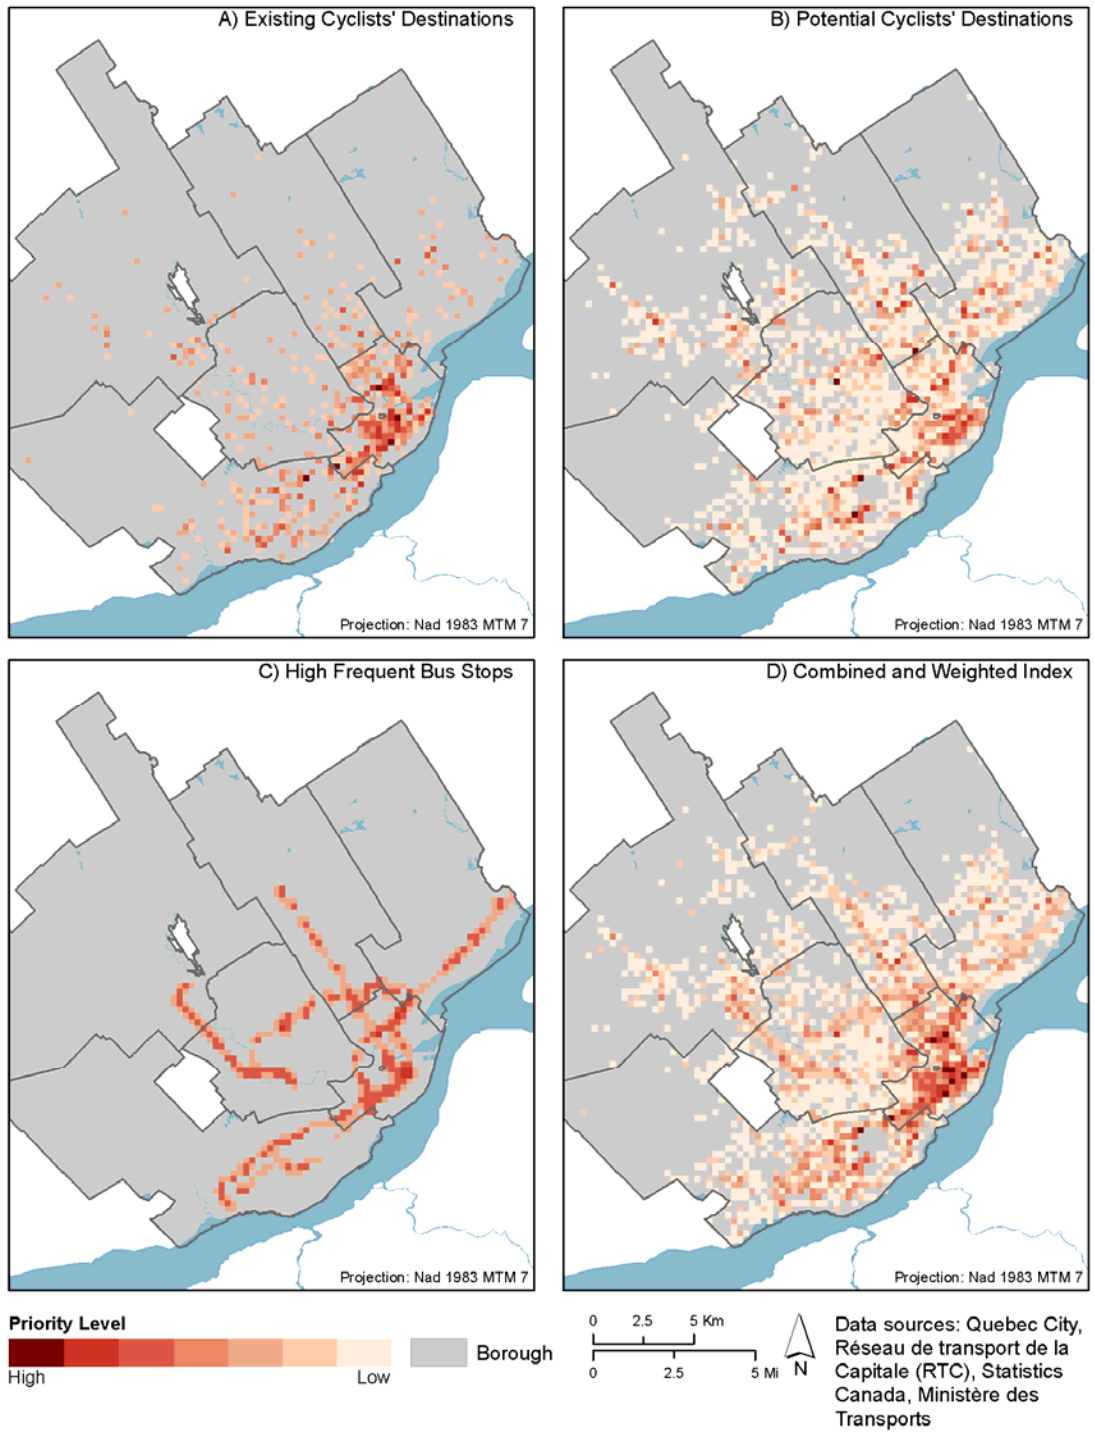 A) Existing Cyclists' Destinations
B) Potential Cyclists' Destinations
Projection: Nad 1983 MTM 7
Projection: Nad 1983 MTM 7
C) High Frequent Bus Stops
D) Combined and Weighted Index
Projection: Nad 1983 MTM 7
Projection: Nad 1983 MTM 7
Priority Level
High
Low
Borough
0 2.5 5 Km
0 2.5 5 Mi
N
Data sources: Quebec City,
Réseau de transport de la
Capitale (RTC), Statistics
Canada, Ministère des
Transports